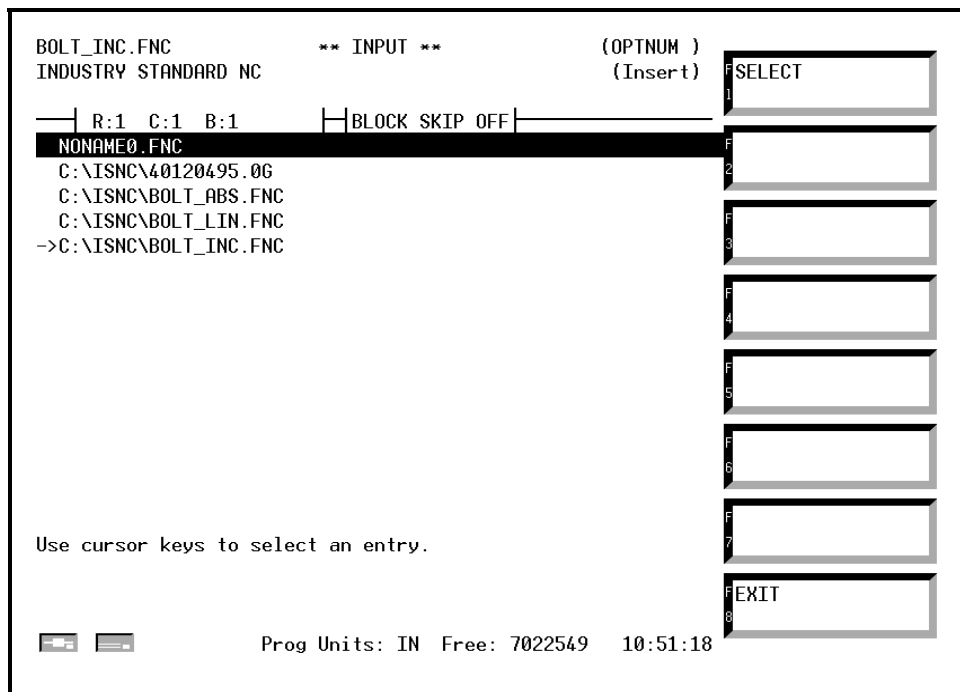 BOLT_INC.FNC ** INPUT ** (OPTNUM )
INDUSTRY STANDARD NC (Insert)
R:1 C:1 B:1 BLOCK SKIP OFF
NONAME0.FNC
C:\ISNC\40120495.0G
C:\ISNC\BOLT_ABS.FNC
C:\ISNC\BOLT_LIN.FNC
->C:\ISNC\BOLT_INC.FNC
Use cursor keys to select an entry.
Prog Units: IN Free: 7022549 10:51:18
F1 SELECT
F2
F3
F4
F5
F6
F7
F8 EXIT